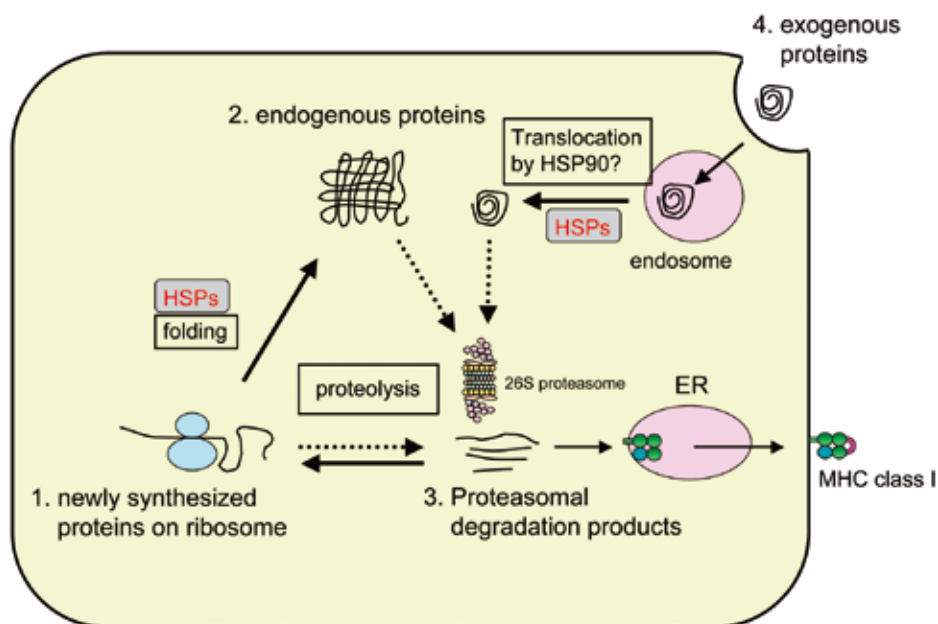 4. exogenous
proteins
2. endogenous proteins
Translocation
by HSP90?
HSPs
endosome
HSPs
folding
proteolysis
26S proteasome
ER
MHC class I
1. newly synthesized
proteins on ribosome
3. Proteasomal
degradation products